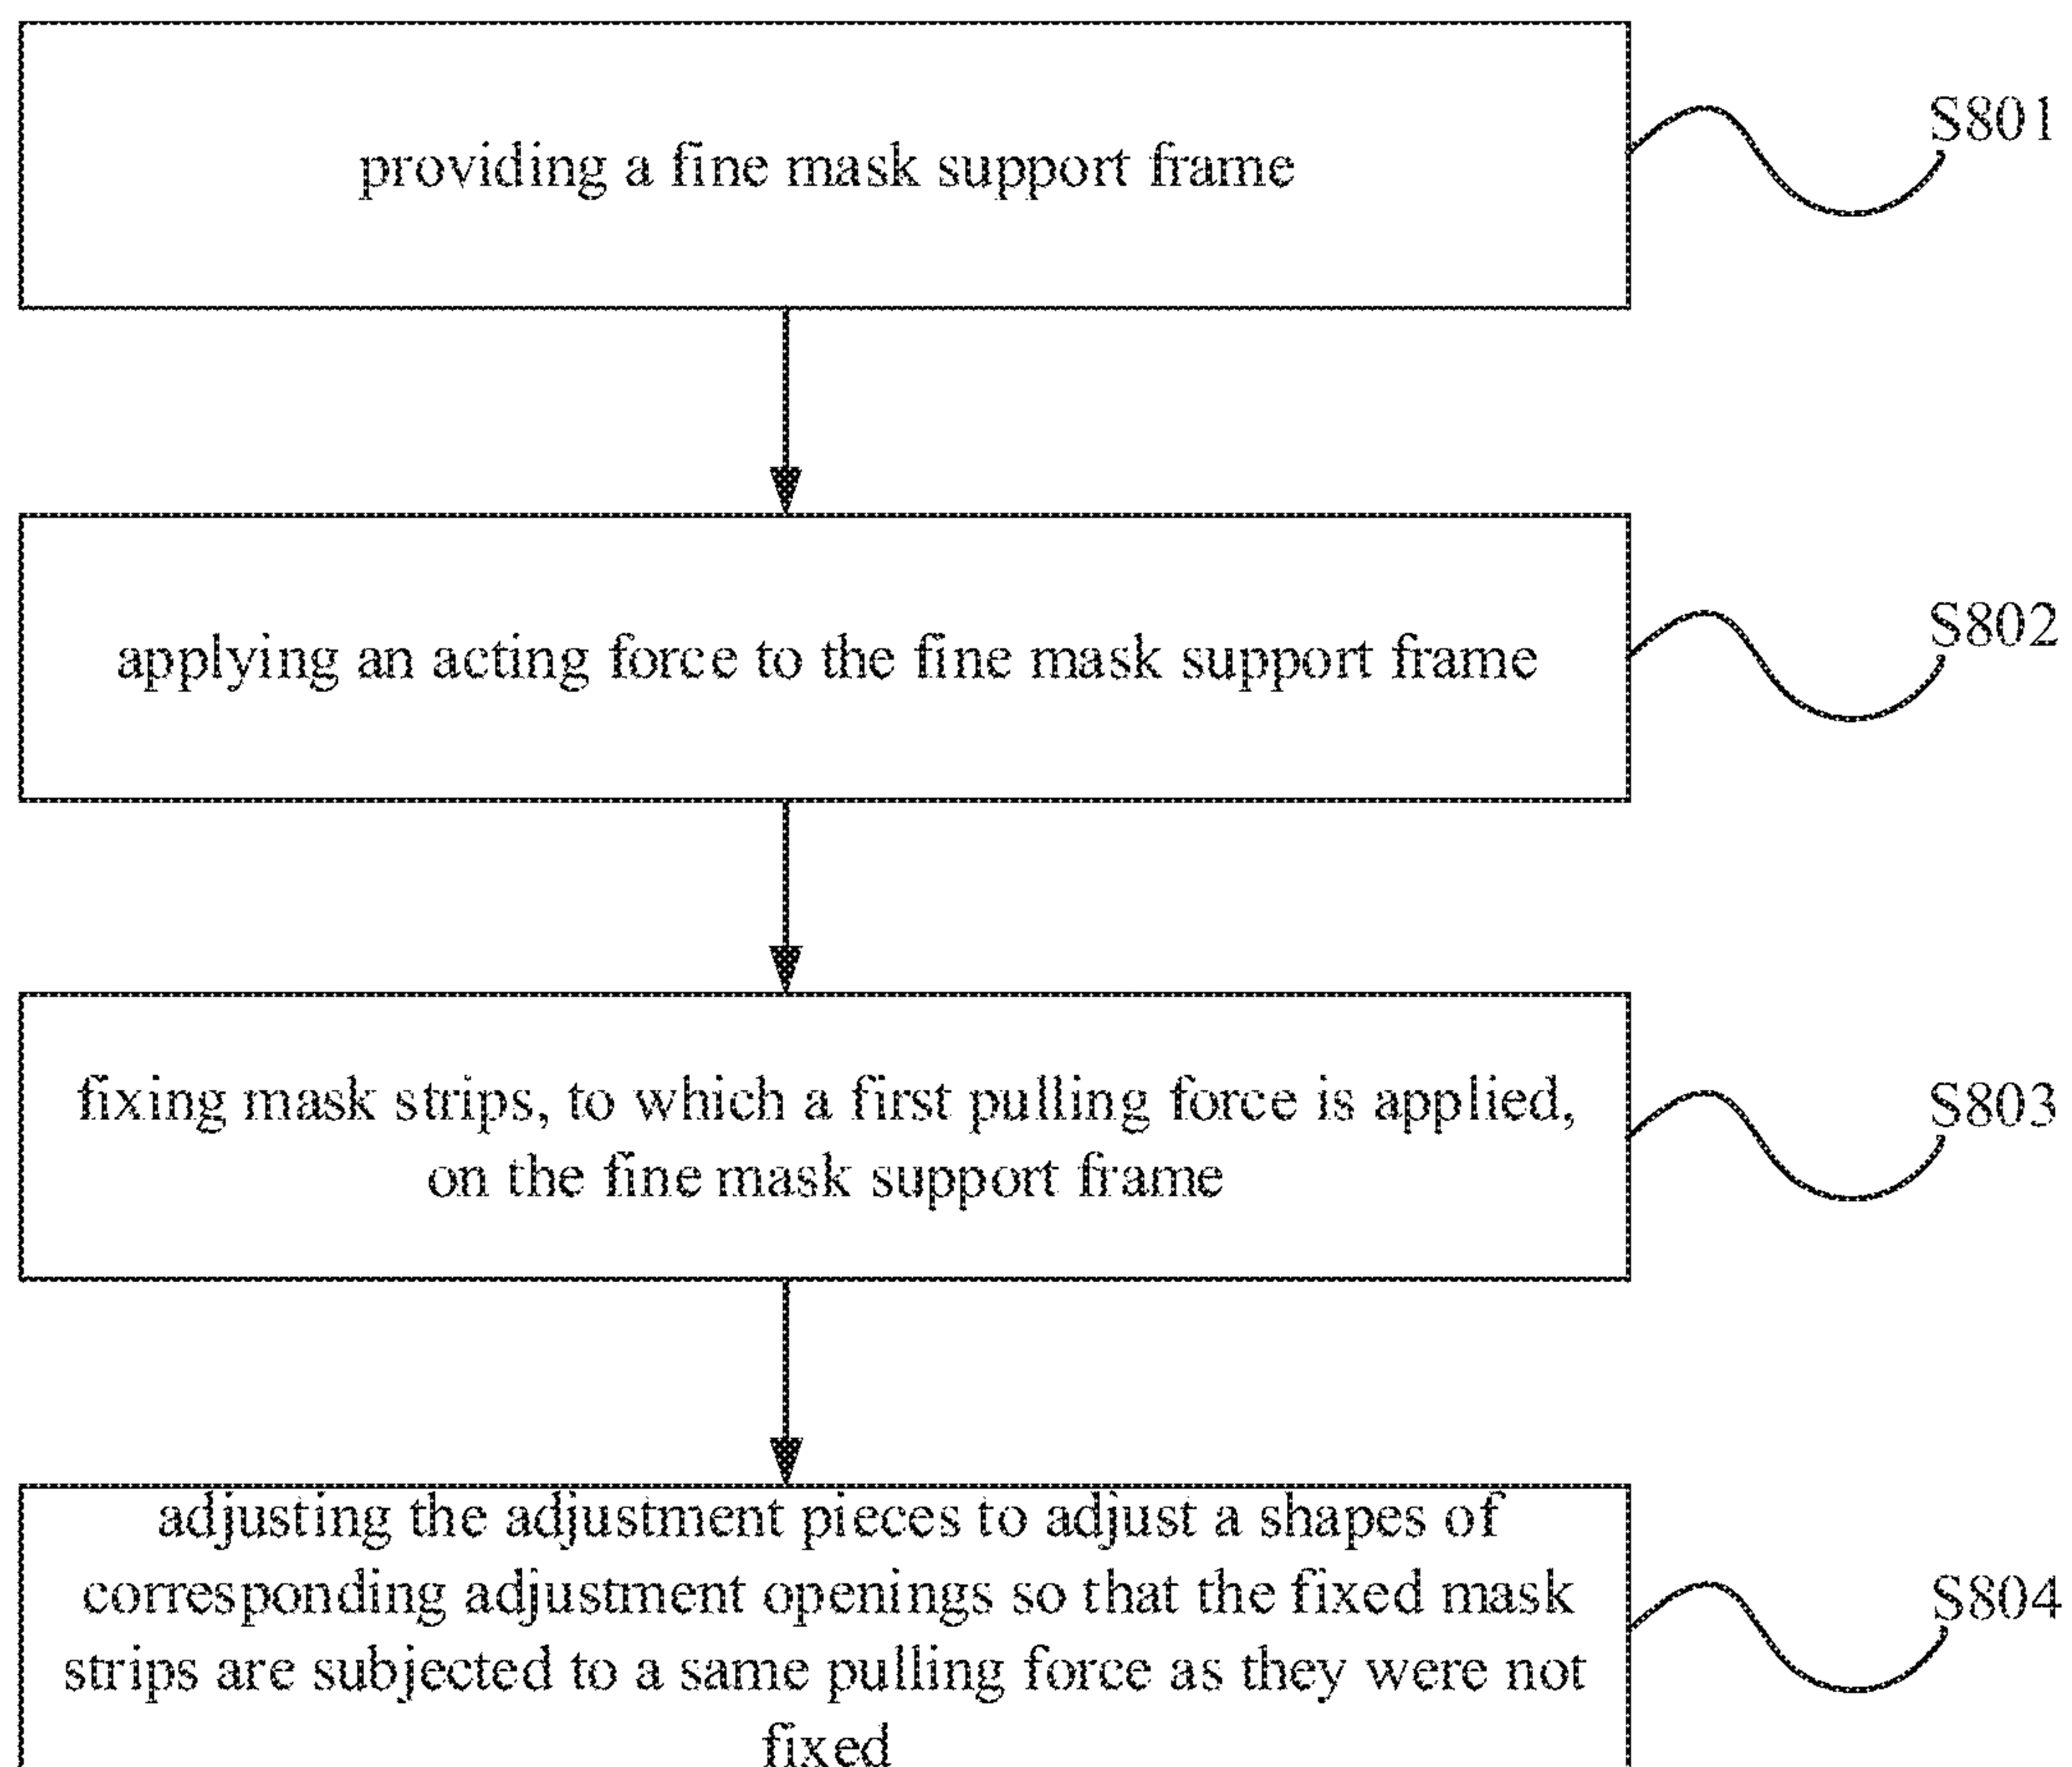 providing a fine mask support frame
S801
applying an acting force to the fine mask support frame
S802
fixing mask strips, to which a first pulling force is applied,
on the fine mask support frame
S803
adjusting the adjustment pieces to adjust a shapes of
corresponding adjustment openings so that the fixed mask
strips are subjected to a same pulling force as they were not
fixed
S804